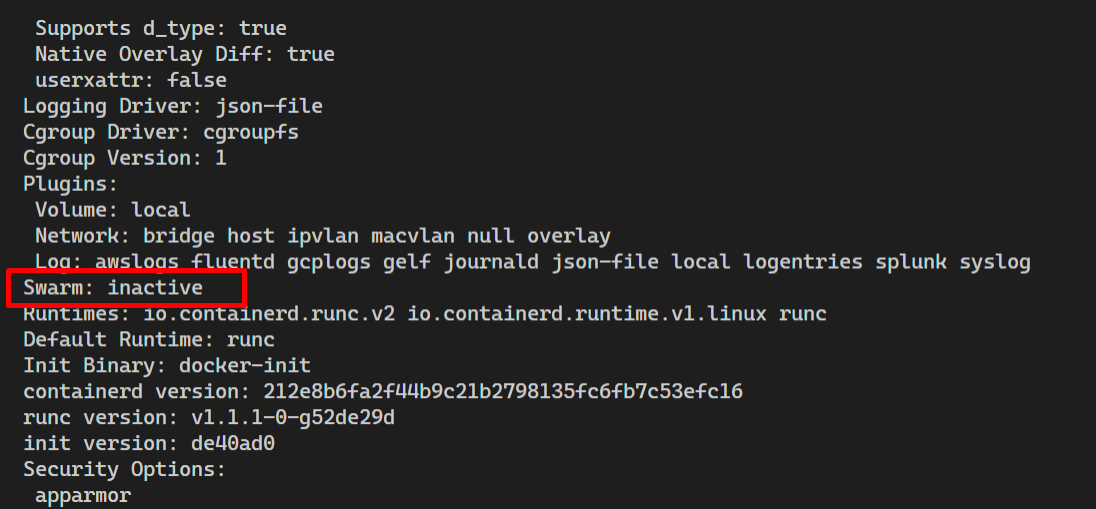 Supports d_type: true
Native Overlay Diff: true
userxattr: false
Logging Driver: json-file
Cgroup Driver: cgroupfs
Cgroup Version: 1
Plugins:
Volume: local
Network: bridge host ipvlan macvlan null overlay
Log: awslogs fluentd gcplogs gelf journald json-file local logentries splunk syslog
Swarm: inactive
Runtimes: io.containerd.runc.v2 io.containerd.runtime.v1.linux runc
Default Runtime: runc
Init Binary: docker-init
containerd version: 212e8b6fa2f44b9c21b2798135fc6fb7c53efc16
runc version: v1.1.1-0-g52de29d
init version: de40ad0
Security Options:
apparmor